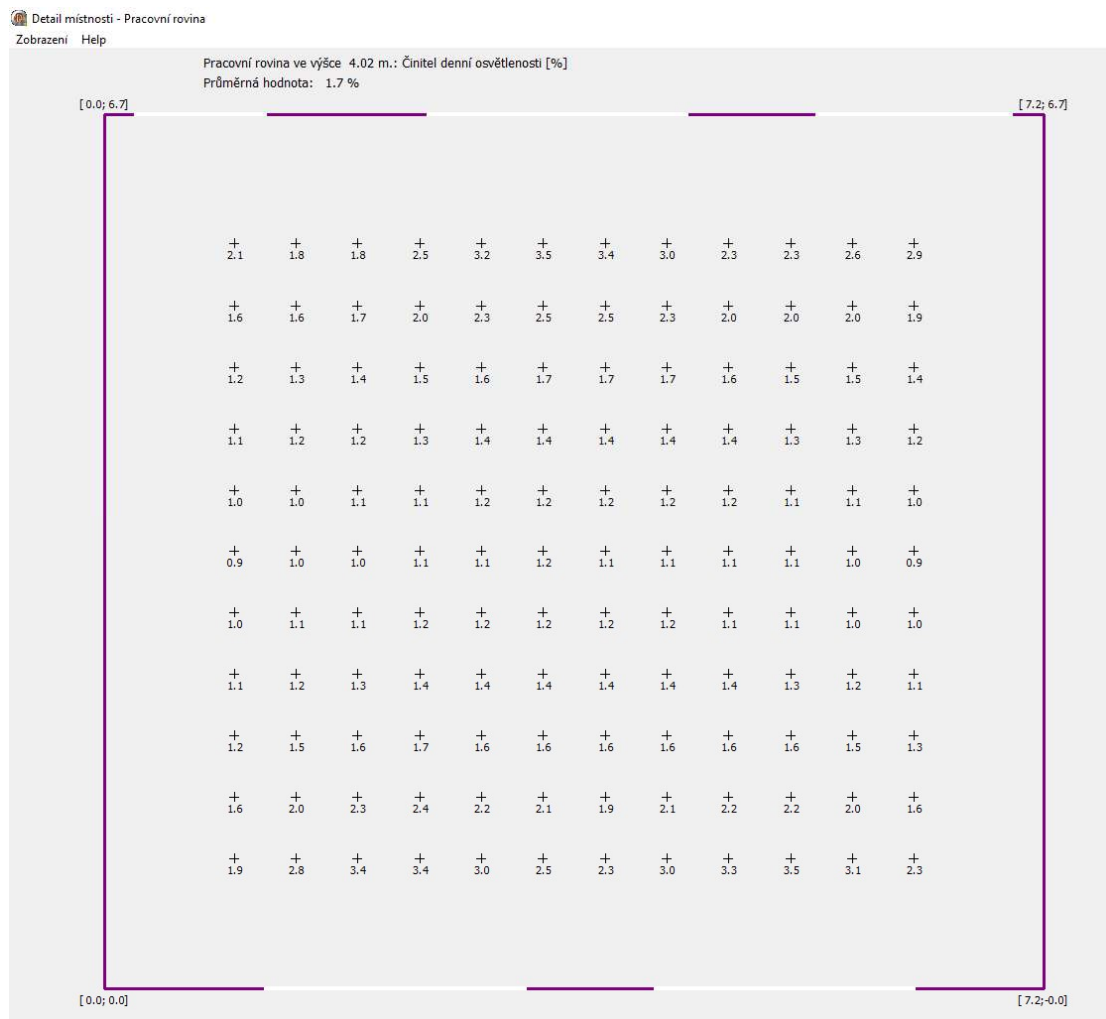 Detail místnosti - Pracovní rovina
Zobrazení Help
Pracovní rovina ve výšce 4.02 m.: Činitel denní osvětlenosti [%]
Průměrná hodnota: 1.7 %
[ 0.0; 6.7] [ 7.2; 6.7]
2.1 1.8 1.8 2.5 3.2 3.5 3.4 3.0 2.3 2.3 2.6 2.9
1.6 1.6 1.7 2.0 2.3 2.5 2.5 2.3 2.0 2.0 2.0 1.9
1.2 1.3 1.4 1.5 1.6 1.7 1.7 1.7 1.6 1.5 1.5 1.4
1.1 1.2 1.2 1.3 1.4 1.4 1.4 1.4 1.4 1.3 1.3 1.2
1.0 1.0 1.1 1.1 1.2 1.2 1.2 1.2 1.2 1.1 1.1 1.0
0.9 1.0 1.0 1.1 1.1 1.2 1.1 1.1 1.1 1.1 1.0 0.9
1.0 1.1 1.1 1.2 1.2 1.2 1.2 1.2 1.1 1.1 1.0 1.0
1.1 1.2 1.3 1.4 1.4 1.4 1.4 1.4 1.4 1.3 1.2 1.1
1.2 1.5 1.6 1.7 1.6 1.6 1.6 1.6 1.6 1.6 1.5 1.3
1.6 2.0 2.3 2.4 2.2 2.1 1.9 2.1 2.2 2.2 2.0 1.6
1.9 2.8 3.4 3.4 3.0 2.5 2.3 3.0 3.3 3.5 3.1 2.3
[ 0.0; 0.0] [ 7.2;-0.0]